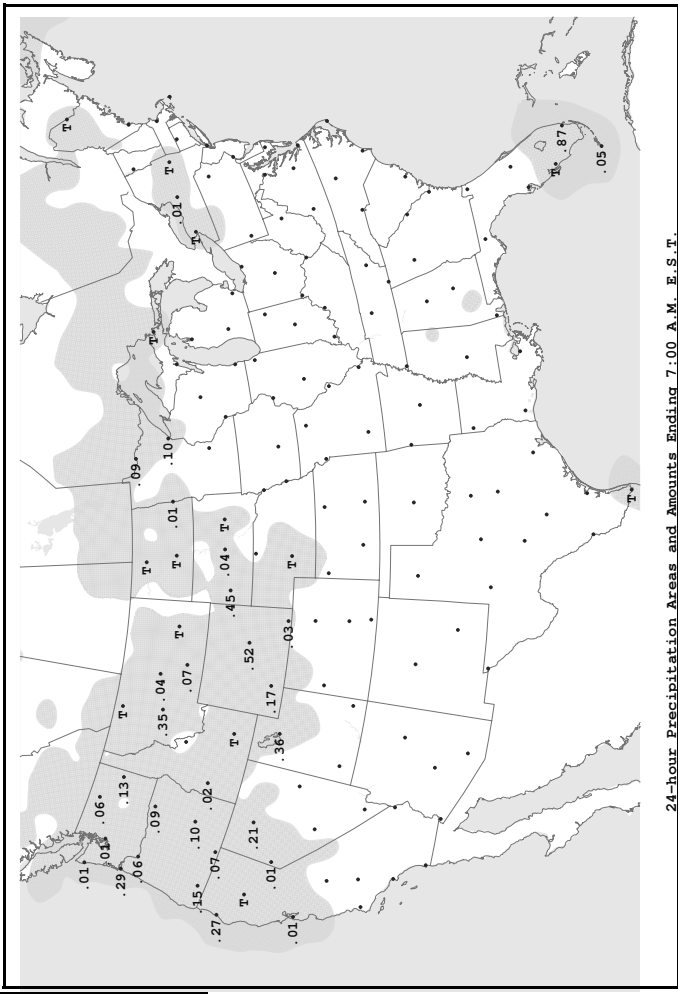 T
.01
.06
.01
.29
T
.13
.09
.06
T
T
.09
.04
.35
.10
T
.01
T
.01
T
.07
.10
T
.15
.02
.07
.27
T
.04
.45
T
T
.52
.21
.17
.01
.36
.03
T
.01
T
.87
.05
T
24-hour Precipitation Areas and Amounts Ending 7:00 A.M. E.S.T.